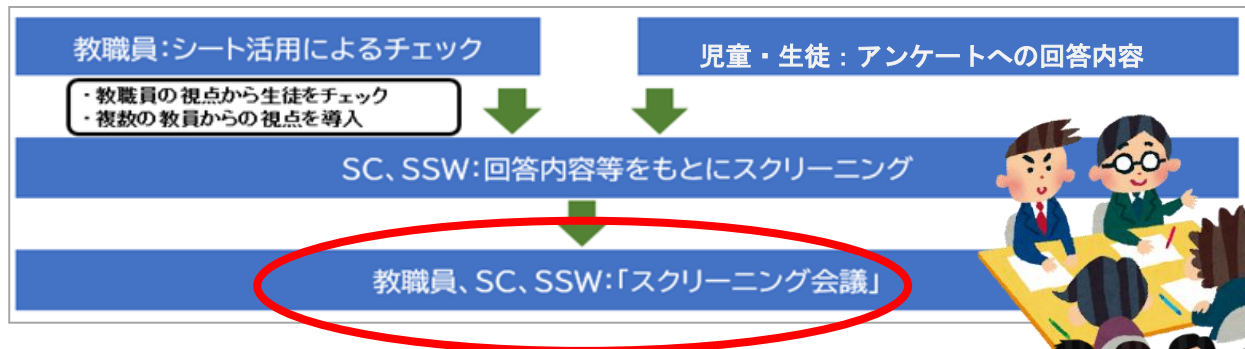 教職員：シート活用によるチェック
児童・生徒：アンケートへの回答内容
・教職員の視点から生徒をチェック
・複数の教員からの視点を導入
SC、SSW：回答内容等をもとにスクリーニング
教職員、SC、SSW：「スクリーニング会議」